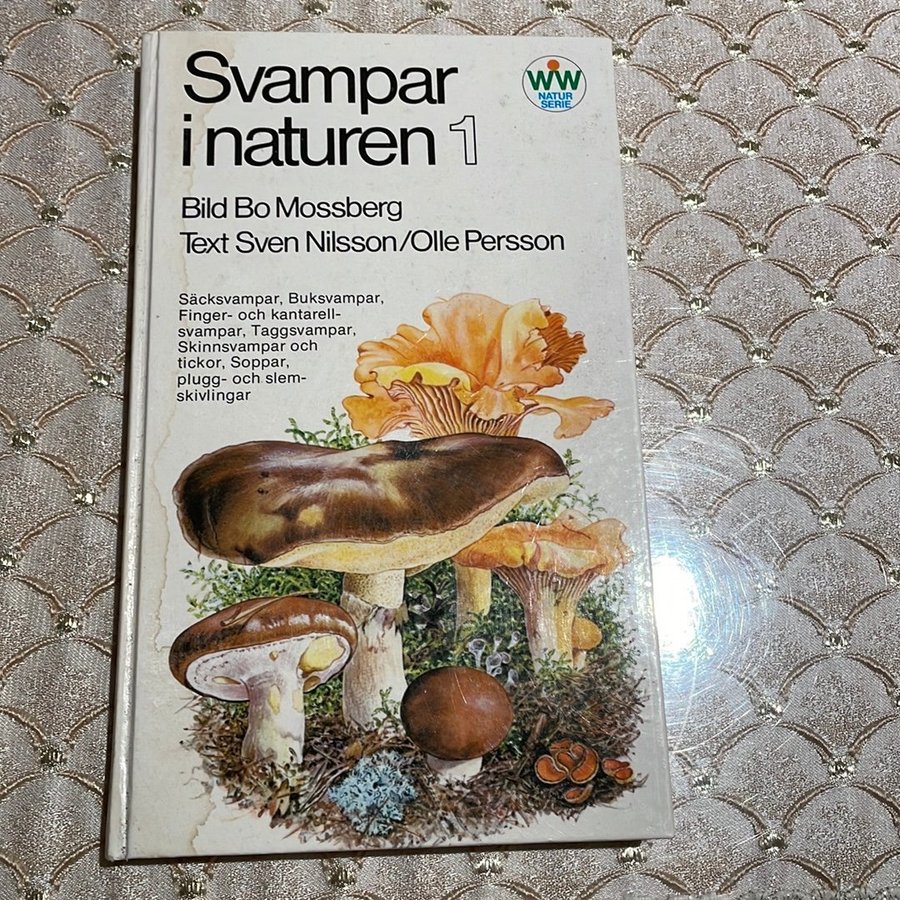 Svampar
i naturen 1
WW
NATUR
SERIE
Bild Bo Mossberg
Text Sven Nilsson/Olle Persson
Säcksvampar, Buksvampar,
Finger- och kantarell-
svampar, Taggsvampar,
Skinnsvampar och
tickor, Soppar,
plugg- och slem-
skivlingar